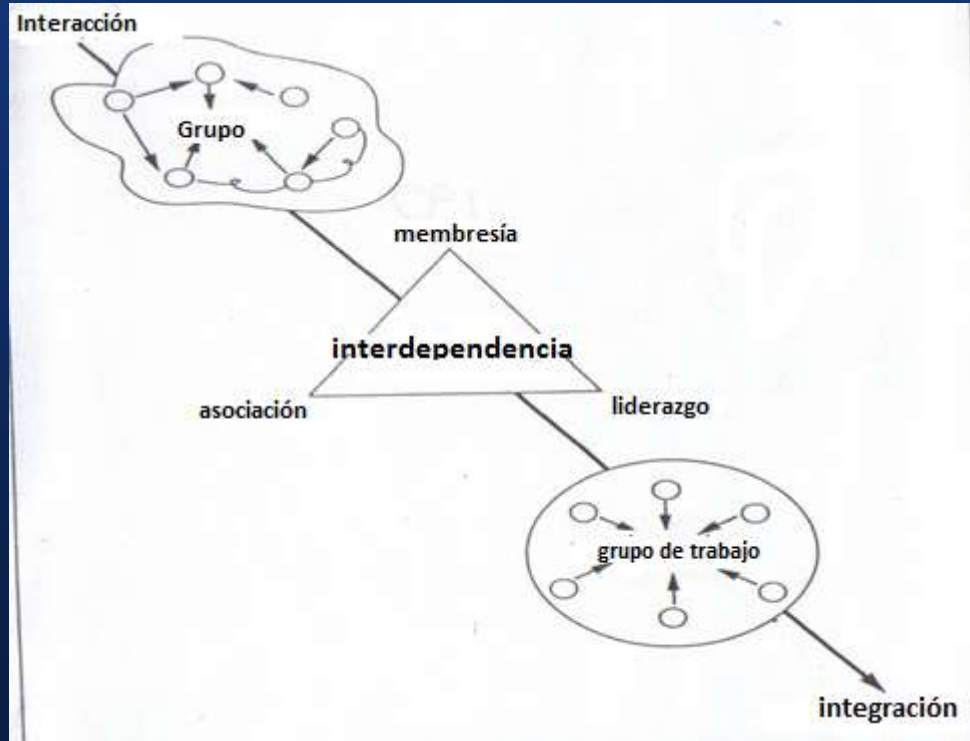 Interacción
Grupo
membresía
interdependencia
asociación
liderazgo
grupo de trabajo
integración